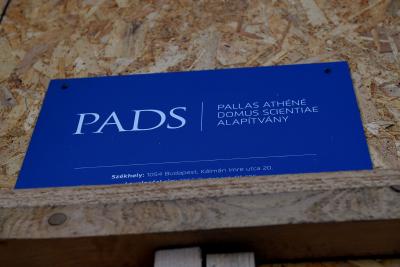 PADS
PALLAS ATHÉNÉ
DOMUS SCIENTIAE
ALAPÍTVÁNY
Székhely: 1054 Budapest, Kálmán Imre utca 20.